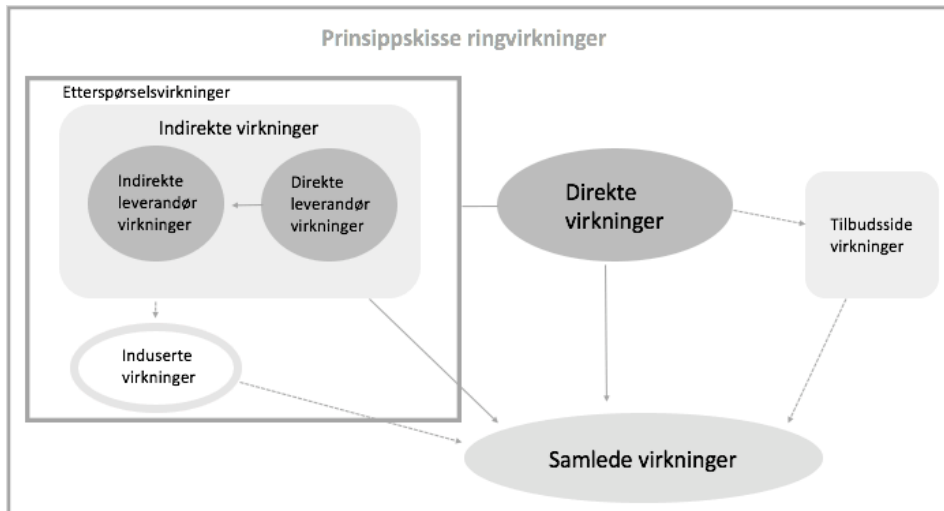 Prinsippskisse ringvirkninger
Etterspørselsvirkninger
Indirekte virkninger
Indirekte
leverandør
virkninger
Direkte
leverandør
virkninger
Direkte
virkninger
Tilbudsside
virkninger
Induserte
virkninger
Samlede virkninger